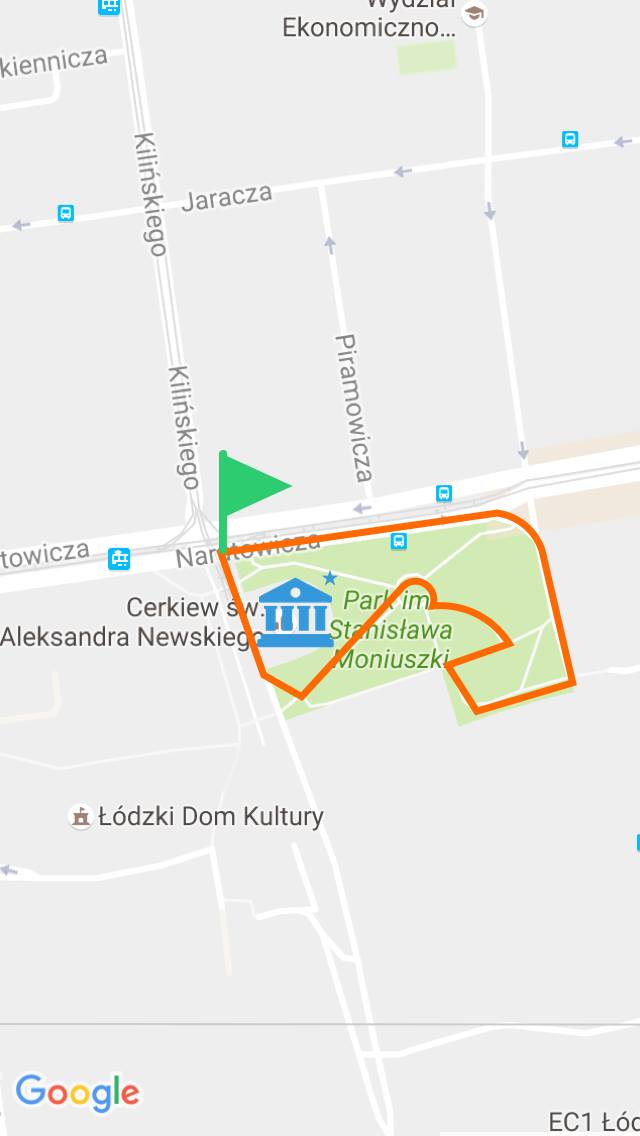 Wydział
Ekonomiczno...
kiennicza
Kilińskiego
Jaracza
Piramowicza
Kilińskiego
towicza
Narutowicza
Cerkiew św.
Aleksandra Newskiego
Park im.
Stanisława
Moniuszki
Łódzki Dom Kultury
Google
EC1 Łód